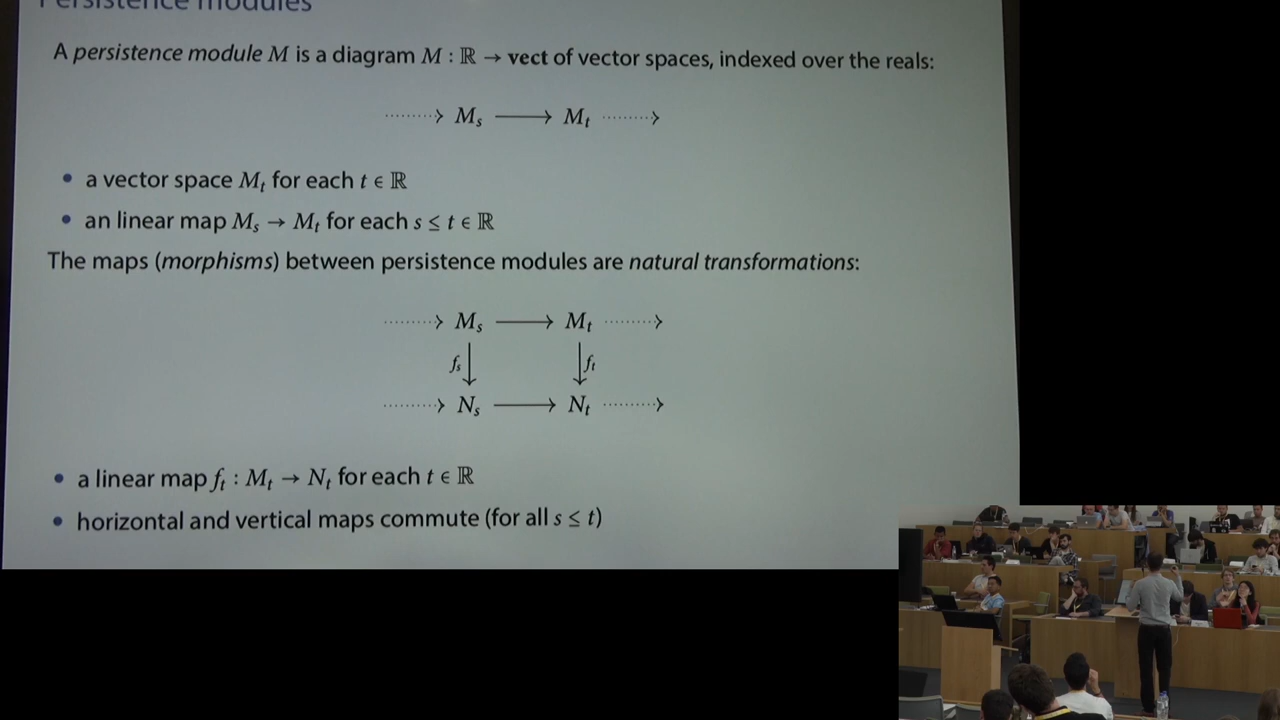 Persistence modules
A persistence module M is a diagram M : ℝ → vect of vector spaces, indexed over the reals:
M_s ⟶ M_t
• a vector space M_t for each t ∈ ℝ
• an linear map M_s → M_t for each s ≤ t ∈ ℝ
The maps (morphisms) between persistence modules are natural transformations:
M_s ⟶ M_t
f_s f_t
N_s ⟶ N_t
• a linear map f_t : M_t → N_t for each t ∈ ℝ
• horizontal and vertical maps commute (for all s ≤ t)